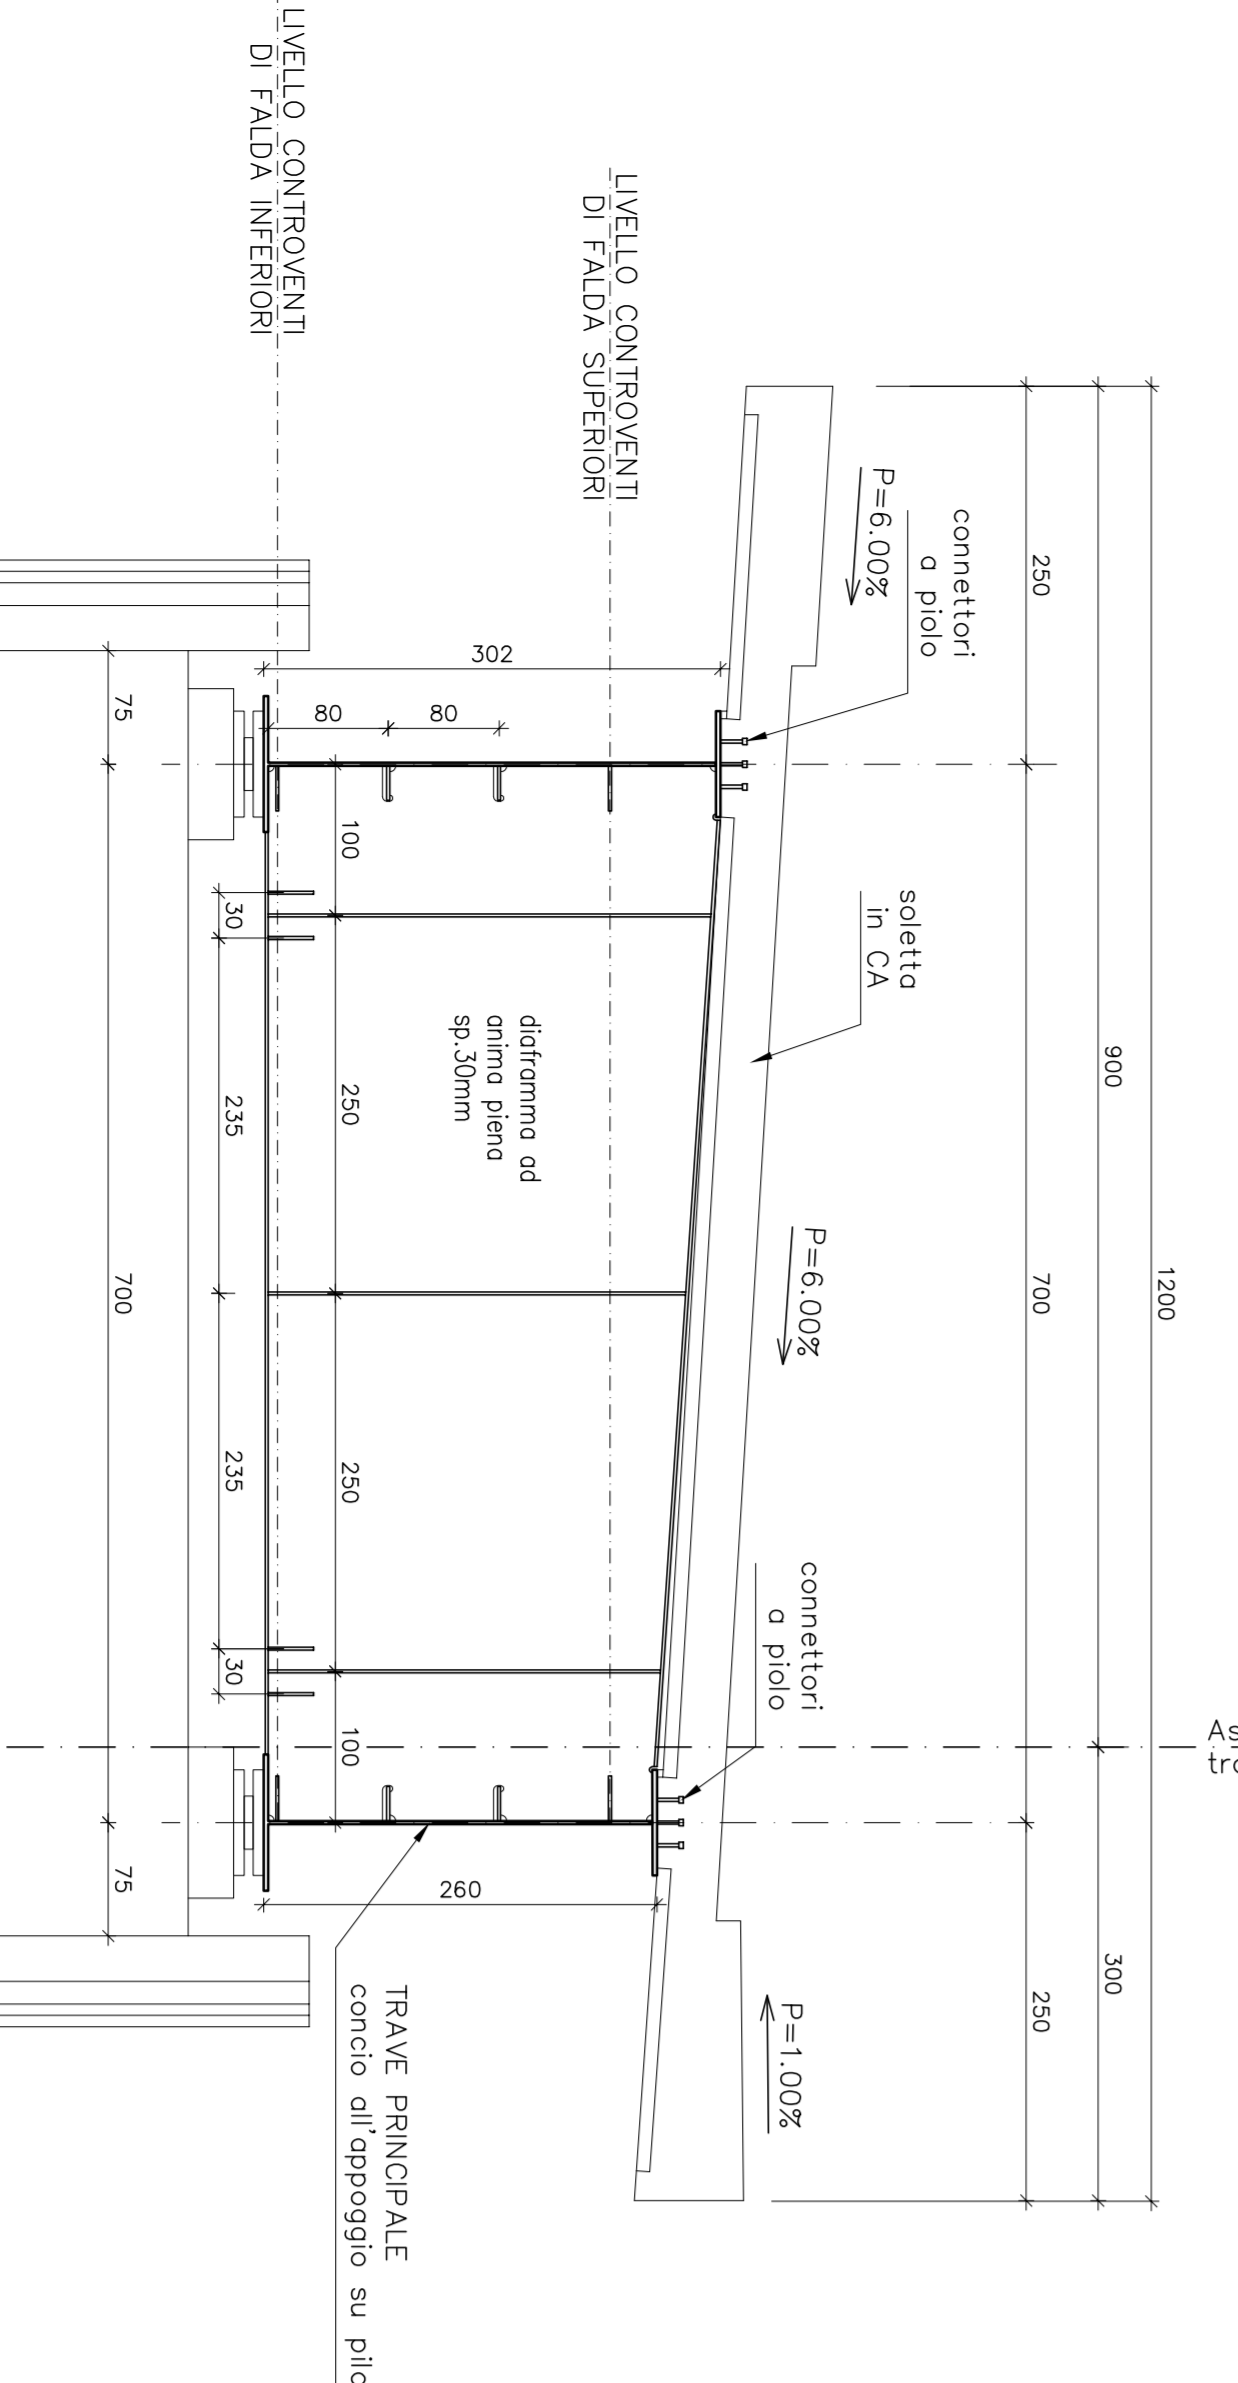 1200
900
300
250
700
250
connettori
a piolo
P=6.00%
soletta
in CA
P=6.00%
connettori
a piolo
P=1.00%
LIVELLO CONTROVENTI
DI FALDA SUPERIORI
diaframma ad
anima piena
sp.30mm
302
80
80
260
TRAVE PRINCIPALE
concio all'appoggio su
LIVELLO CONTROVENTI
DI FALDA INFERIORI
100
250
250
100
30
235
235
30
75
700
75